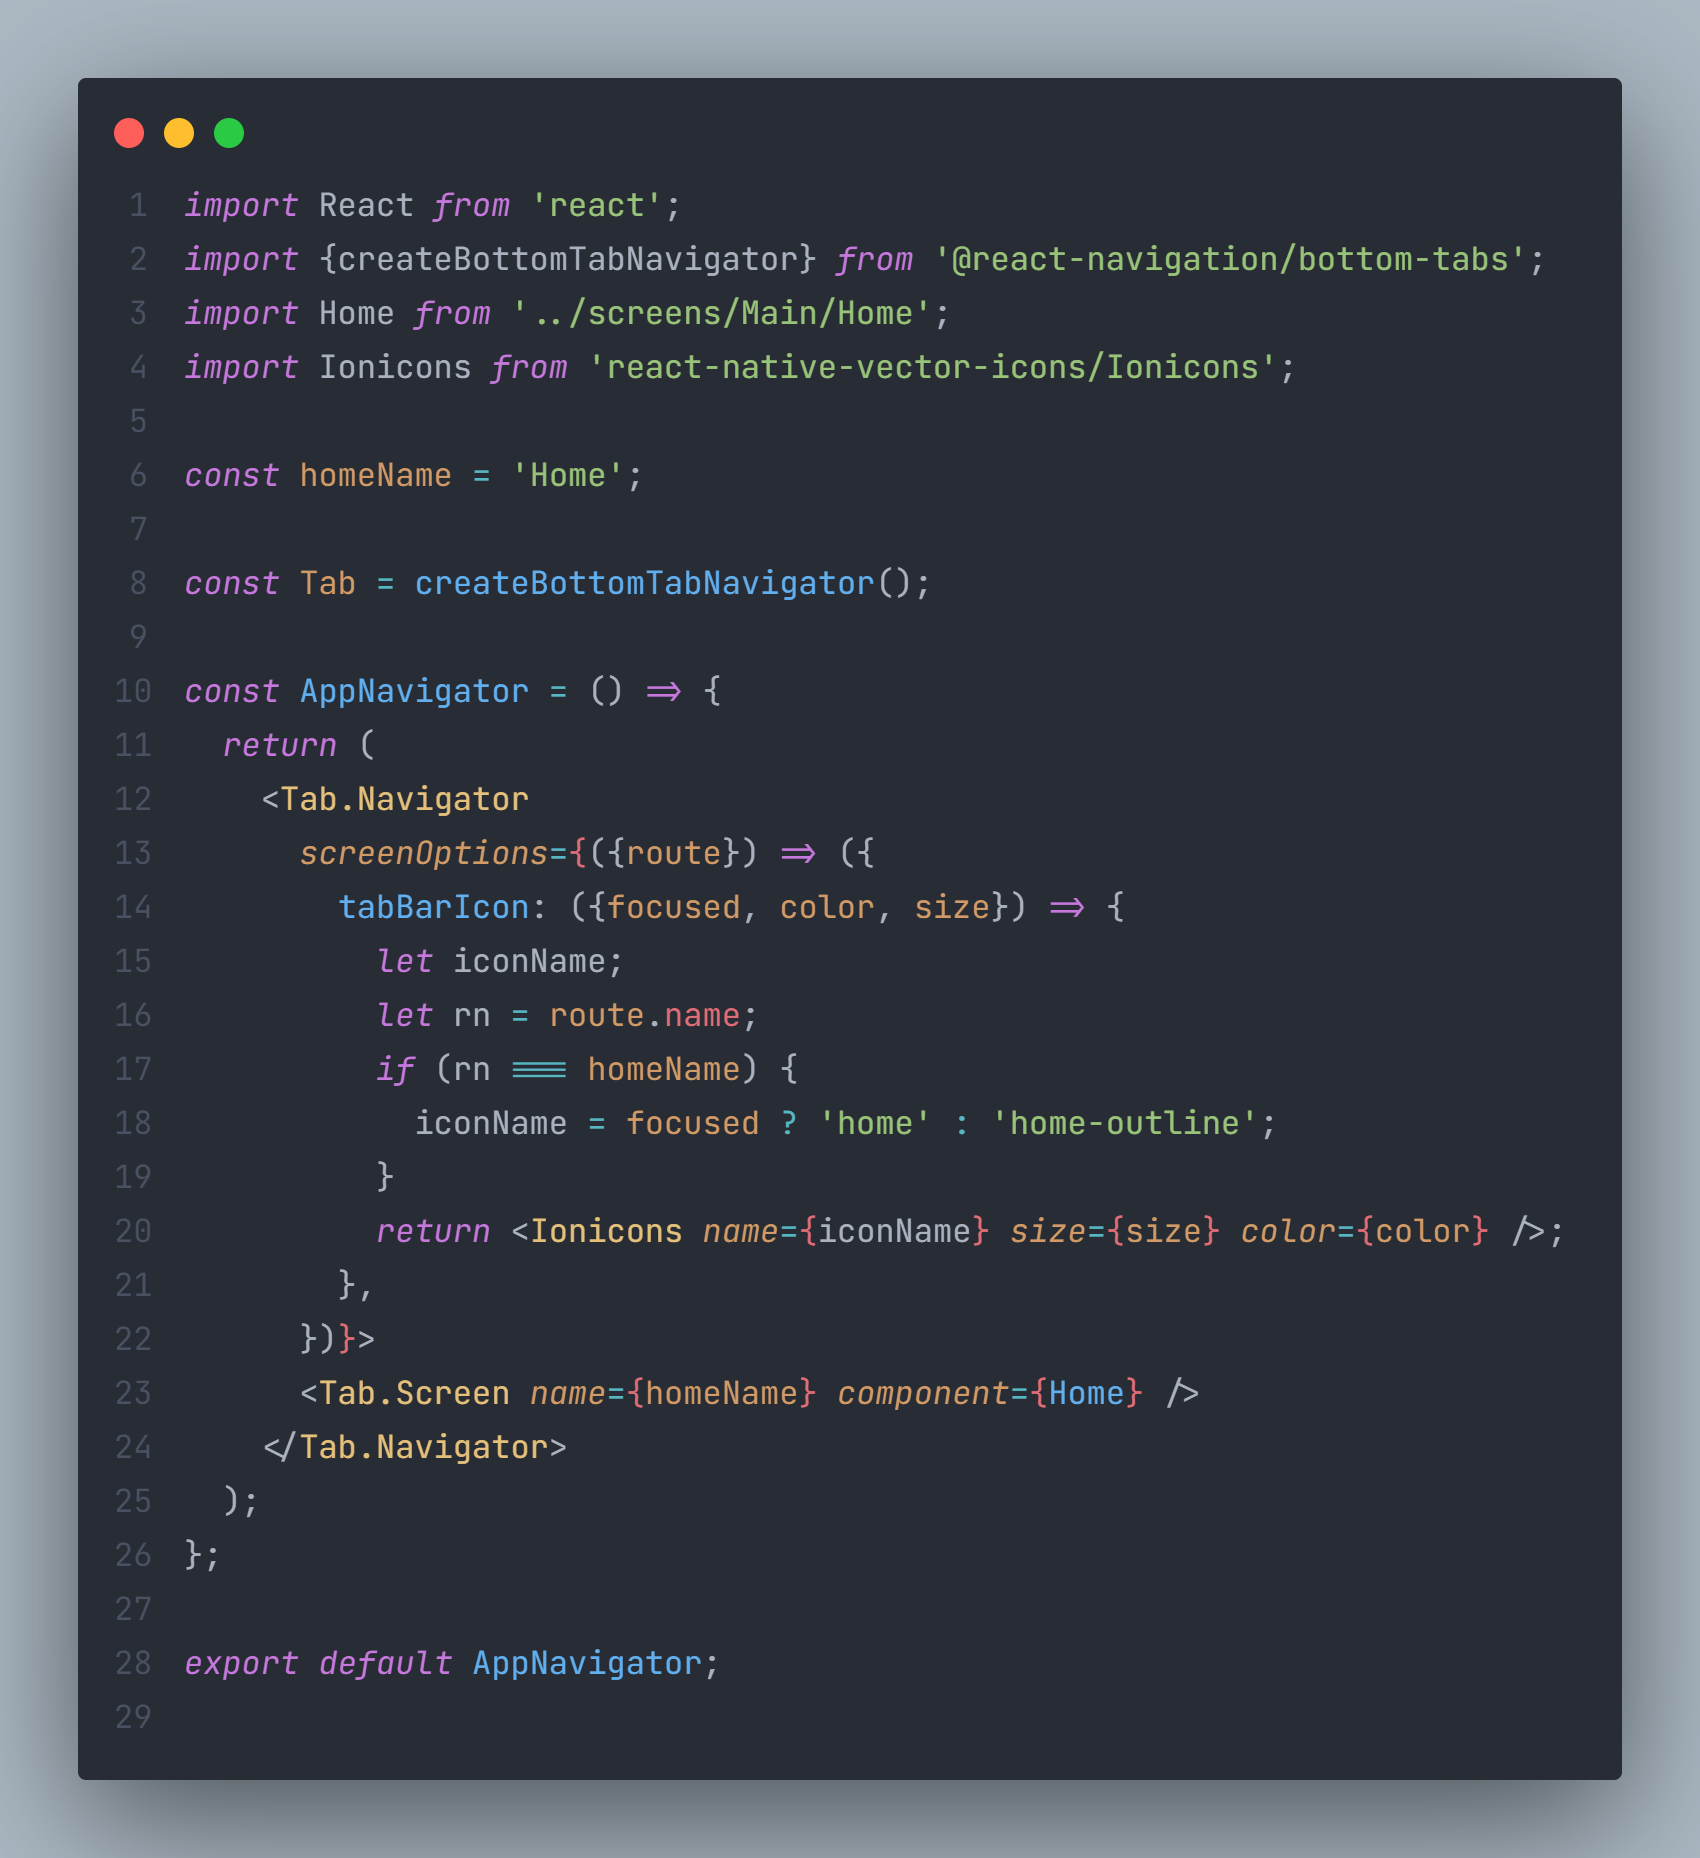 1 import React from 'react';
2 import {createBottomTabNavigator} from '@react-navigation/bottom-tabs';
3 import Home from '../screens/Main/Home';
4 import Ionicons from 'react-native-vector-icons/Ionicons';
5
6 const homeName = 'Home';
7
8 const Tab = createBottomTabNavigator();
9
10 const AppNavigator = () => {
11   return (
12     <Tab.Navigator
13       screenOptions={({route}) => ({
14         tabBarIcon: ({focused, color, size}) => {
15           let iconName;
16           let rn = route.name;
17           if (rn === homeName) {
18             iconName = focused ? 'home' : 'home-outline';
19           }
20           return <Ionicons name={iconName} size={size} color={color} />;
21         },
22       })}>
23       <Tab.Screen name={homeName} component={Home} />
24     </Tab.Navigator>
25   );
26 };
27
28 export default AppNavigator;
29